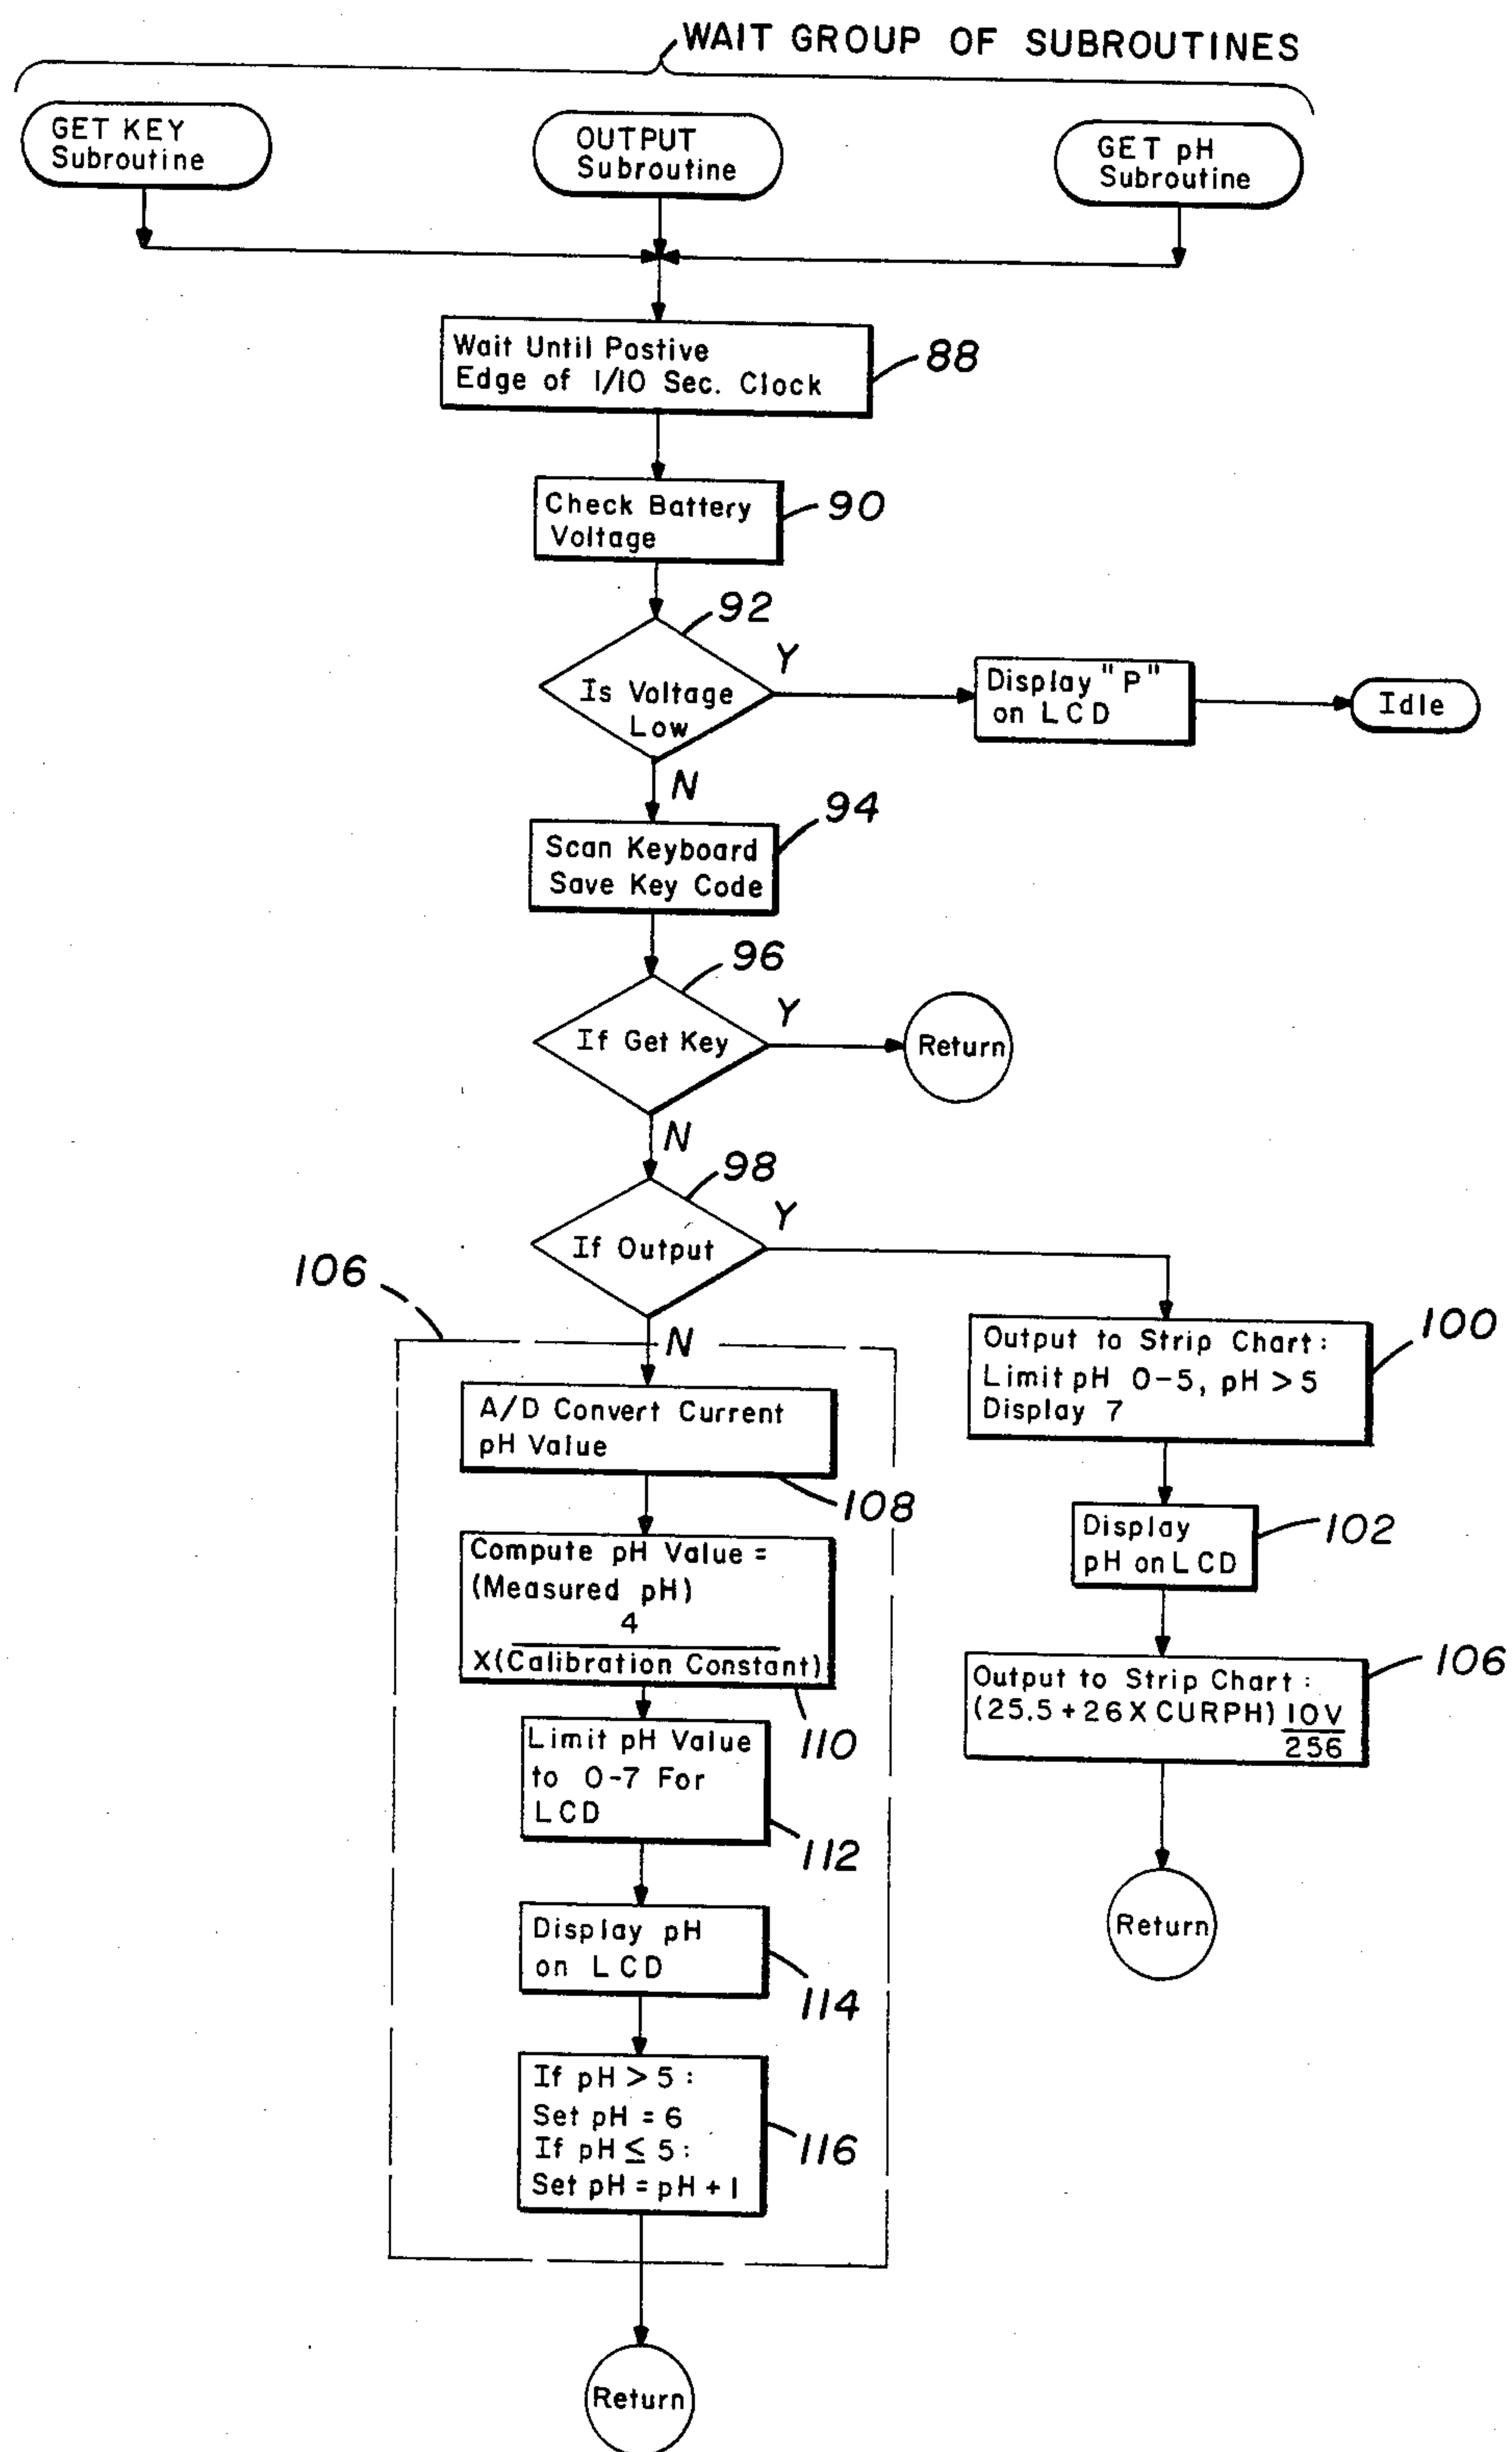 WAIT GROUP OF SUBROUTINES
GET KEY
Subroutine
OUTPUT
Subroutine
GET pH
Subroutine
Wait Until Postive
Edge of 1/10 Sec. Clock
88
Check Battery
Voltage
90
92
Is Voltage
Low
Y
Display "P"
on LCD
Idle
N
94
Scan Keyboard
Save Key Code
96
If Get Key
Y
Return
N
98
If Output
Y
106
N
A/D Convert Current
pH Value
108
Compute pH Value =
(Measured pH)
4
X(Calibration Constant)
110
Limit pH Value
to 0-7 For
LCD
112
Display pH
on LCD
114
If pH > 5 :
Set pH = 6
If pH ≤ 5 :
Set pH = pH + 1
116
Return
Output to Strip Chart :
Limit pH 0-5, pH > 5
Display 7
100
Display
pH on LCD
102
Output to Strip Chart :
(25.5 + 26 X CURPH) 10V
256
106
Return